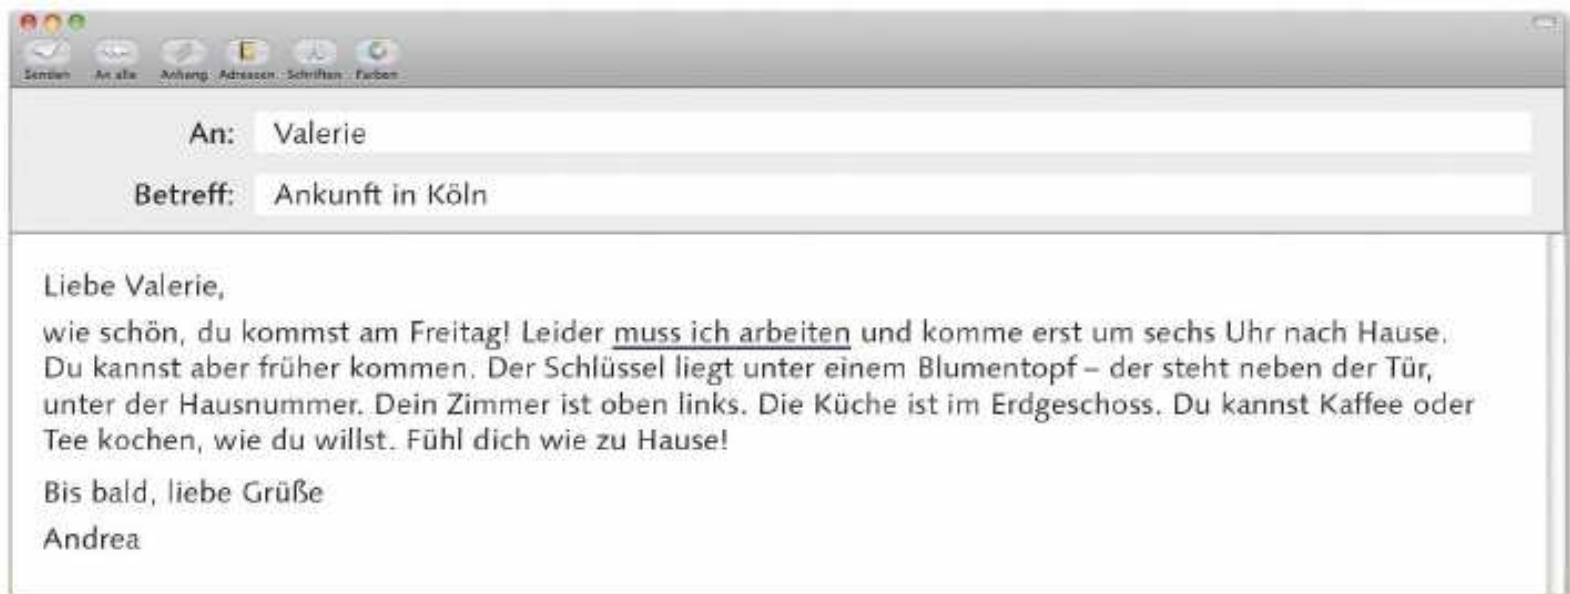 Senden An alle Anhang Adressen Schriften Farben
An: Valerie
Betreff: Ankunft in Köln
Liebe Valerie,
wie schön, du kommst am Freitag! Leider muss ich arbeiten und komme erst um sechs Uhr nach Hause.
Du kannst aber früher kommen. Der Schlüssel liegt unter einem Blumentopf – der steht neben der Tür,
unter der Hausnummer. Dein Zimmer ist oben links. Die Küche ist im Erdgeschoss. Du kannst Kaffee oder
Tee kochen, wie du willst. Fühl dich wie zu Hause!
Bis bald, liebe Grüße
Andrea